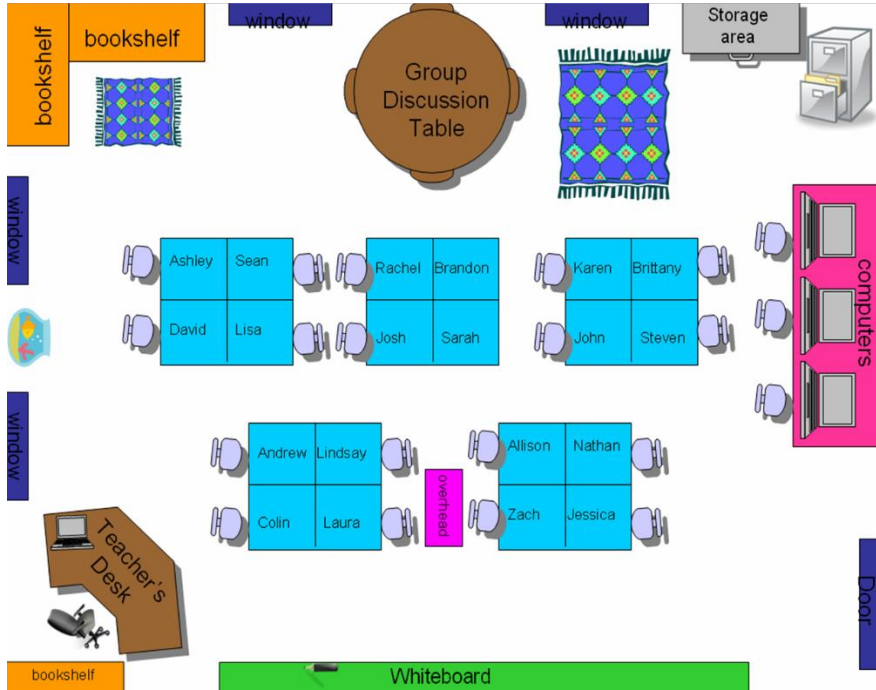 bookshelf
bookshelf
window
Group
Discussion
Table
window
Storage
area
window
computers
Ashley Sean
David Lisa
Rachel Brandon
Josh Sarah
Karen Brittany
John Steven
window
Andrew Lindsay
Colin Laura
overhead
Allison Nathan
Zach Jessica
Teacher's
Desk
Door
bookshelf
Whiteboard